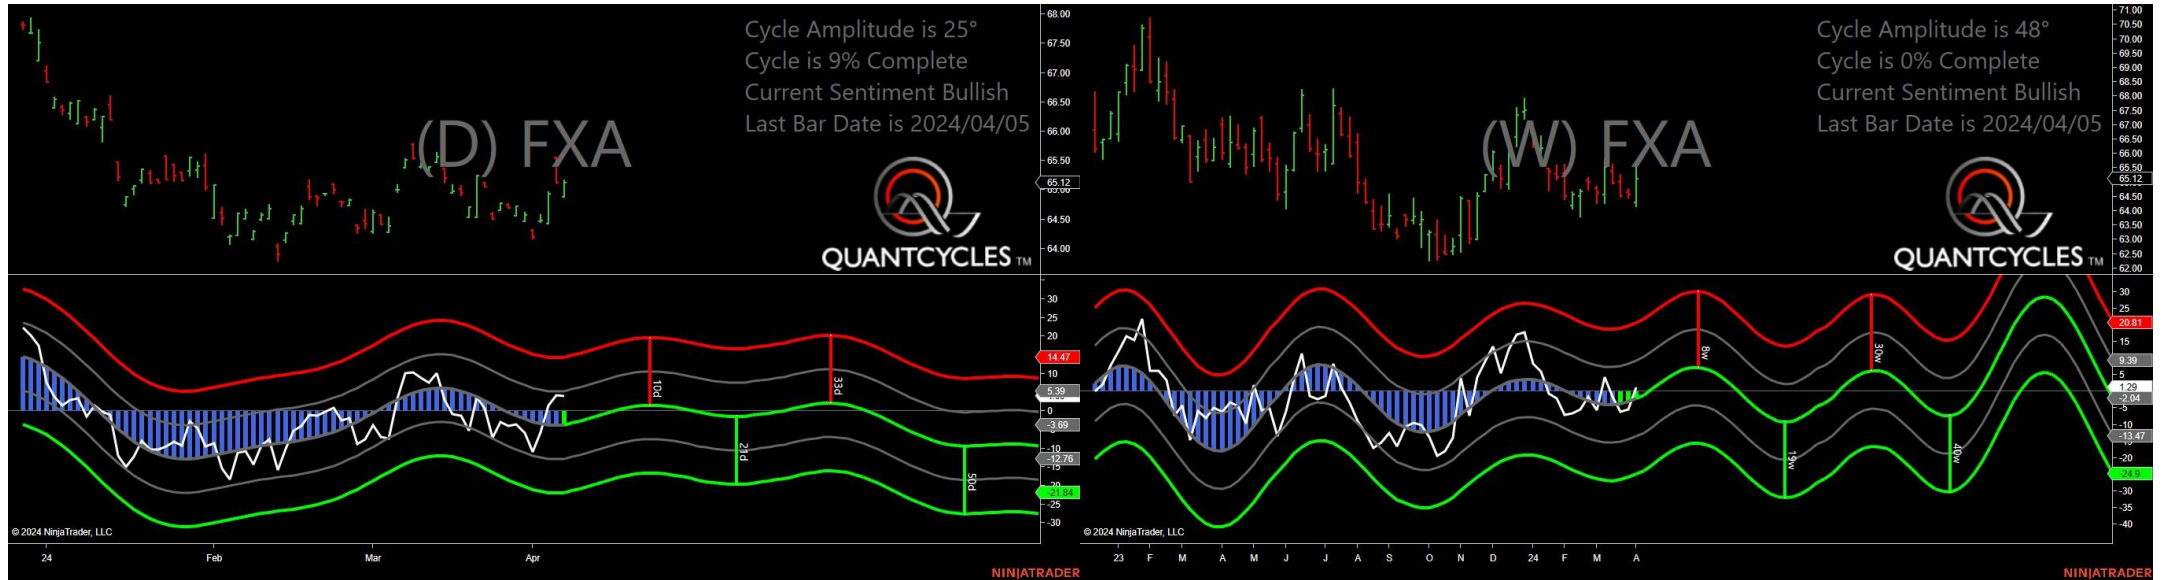 Cycle Amplitude is 25°
Cycle is 9% Complete
Current Sentiment Bullish
Last Bar Date is 2024/04/05
(D) FXA
QUANTCYCLES TM
68.00
67.50
67.00
66.50
66.00
65.50
65.12
65.00
64.50
64.00
30
25
20
14.47
10
5.39
0
-3.69
-10
-12.76
-15
-20
-21.84
-25
-30
10d
21d
33d
50d
© 2024 NinjaTrader, LLC
24 Feb Mar Apr
NINJATRADER
Cycle Amplitude is 48°
Cycle is 0% Complete
Current Sentiment Bullish
Last Bar Date is 2024/04/05
(W) FXA
QUANTCYCLES TM
71.00
70.50
70.00
69.50
69.00
68.50
68.00
67.50
67.00
66.50
66.00
65.50
65.12
64.50
64.00
63.50
63.00
62.50
62.00
30
25
20.81
15
9.39
5
1.29
-2.04
-5
-10
-13.47
-20
-24.9
-30
-35
-40
8w
19w
30w
40w
© 2024 NinjaTrader, LLC
23 F M A M J J A S O N D 24 F M A
NINJATRADER